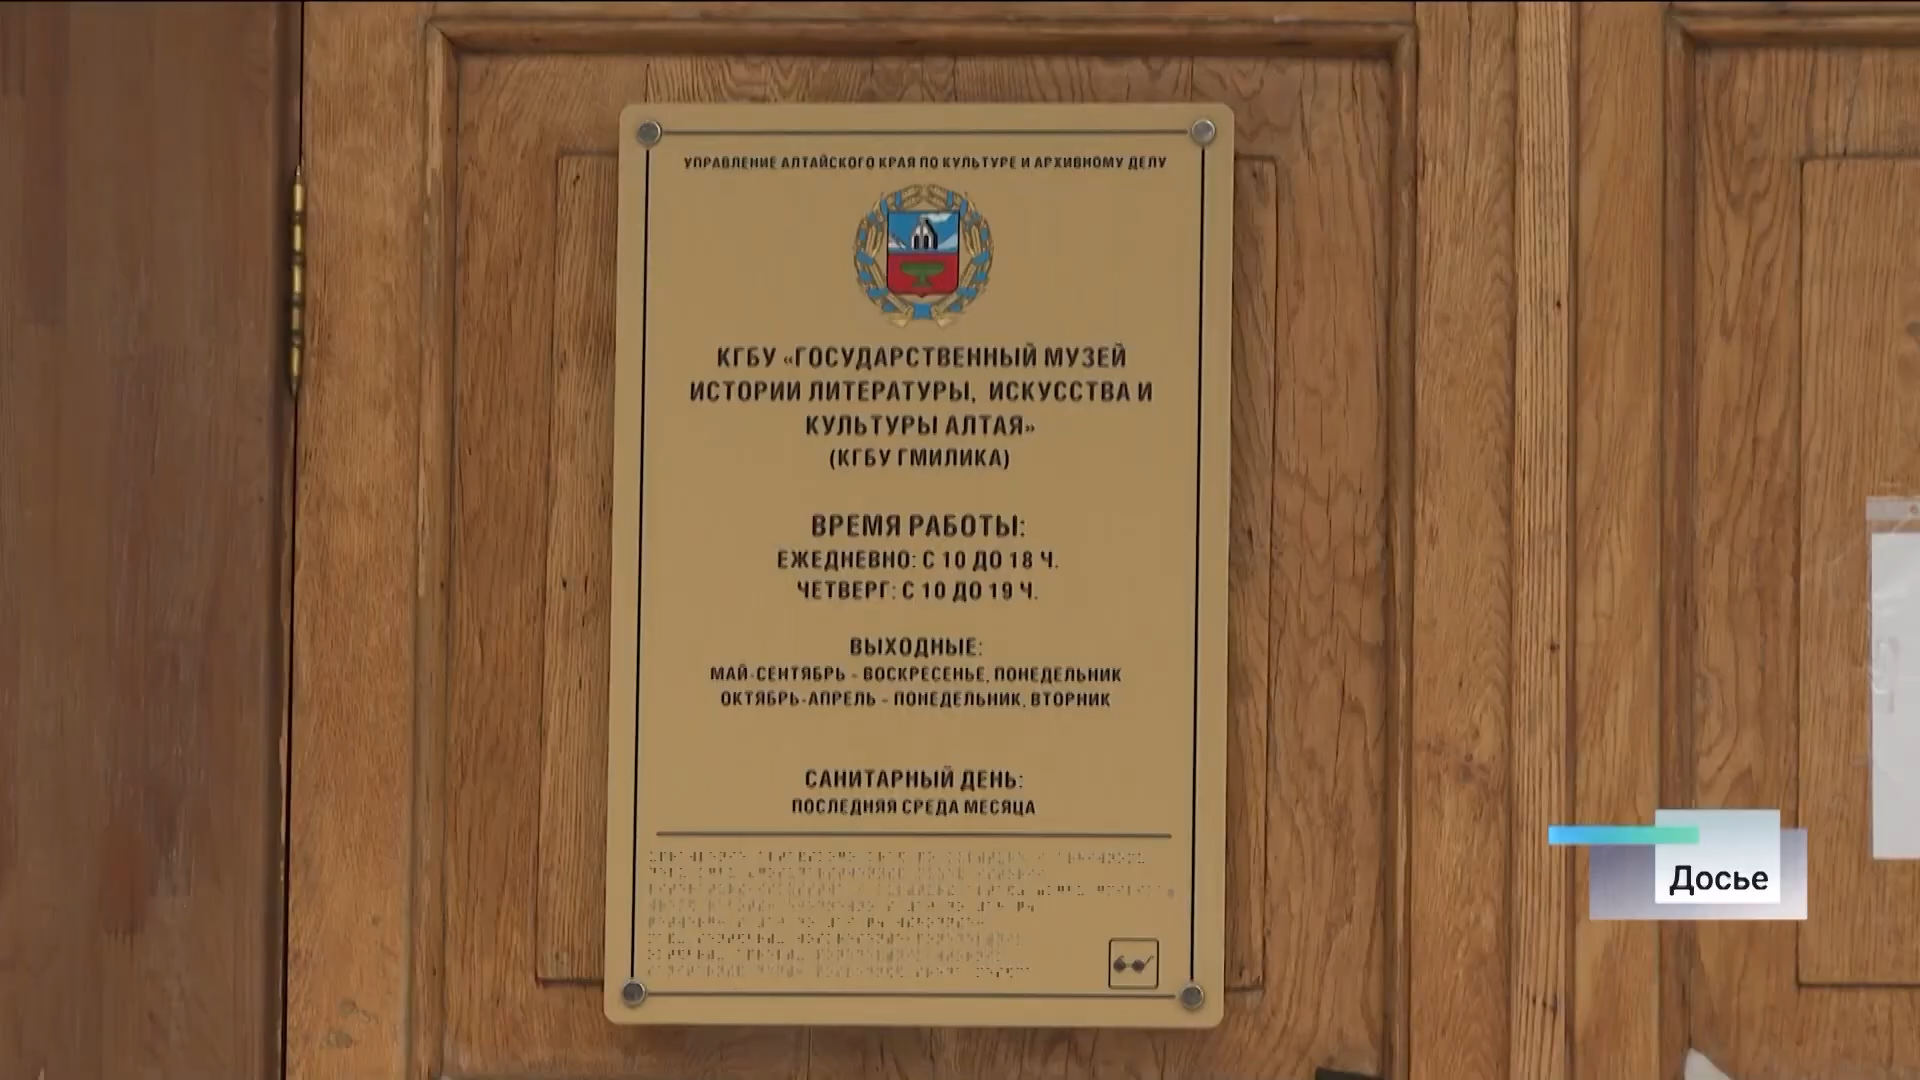 УПРАВЛЕНИЕ АЛТАЙСКОГО КРАЯ ПО КУЛЬТУРЕ И АРХИВНОМУ ДЕЛУ
КГБУ «ГОСУДАРСТВЕННЫЙ МУЗЕЙ
ИСТОРИИ ЛИТЕРАТУРЫ, ИСКУССТВА И
КУЛЬТУРЫ АЛТАЯ»
(КГБУ ГМИЛИКА)
ВРЕМЯ РАБОТЫ:
ЕЖЕДНЕВНО: С 10 ДО 18 Ч.
ЧЕТВЕРГ: С 10 ДО 19 Ч.
ВЫХОДНЫЕ:
МАЙ-СЕНТЯБРЬ - ВОСКРЕСЕНЬЕ, ПОНЕДЕЛЬНИК
ОКТЯБРЬ-АПРЕЛЬ - ПОНЕДЕЛЬНИК, ВТОРНИК
САНИТАРНЫЙ ДЕНЬ:
ПОСЛЕДНЯЯ СРЕДА МЕСЯЦА
Досье